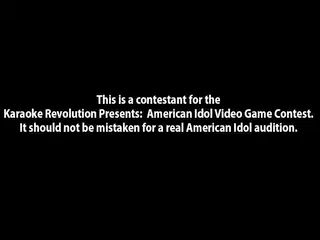 This is a contestant for the
Karaoke Revolution Presents:  American Idol Video Game Contest.
It should not be mistaken for a real American Idol audition.